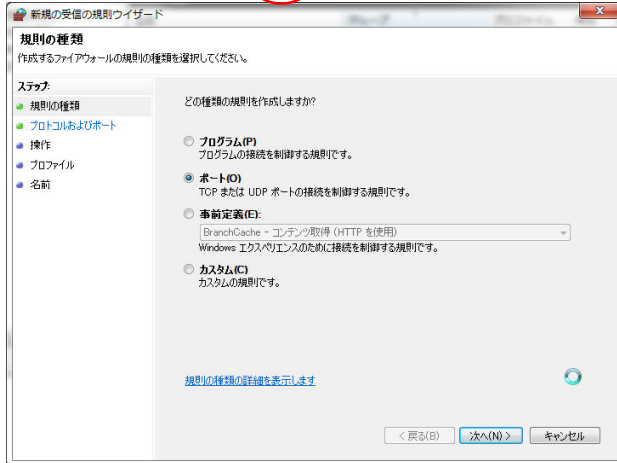 新規の受信の規則ウィザード
規則の種類
作成するファイアウォールの規則の種類を選択してください。
ステップ:
規則の種類
プロトコルおよびポート
操作
プロファイル
名前
どの種類の規則を作成しますか?
プログラム(P)
プログラムの接続を制御する規則です。
ポート(O)
TCP または UDP ポートの接続を制御する規則です。
事前定義(E):
BranchCache - コンテンツ取得 (HTTP を使用)
Windows エクスペリエンスのために接続を制御する規則です。
カスタム(C)
カスタムの規則です。
規則の種類の詳細を表示します
< 戻る(B)
次へ(N) >
キャンセル